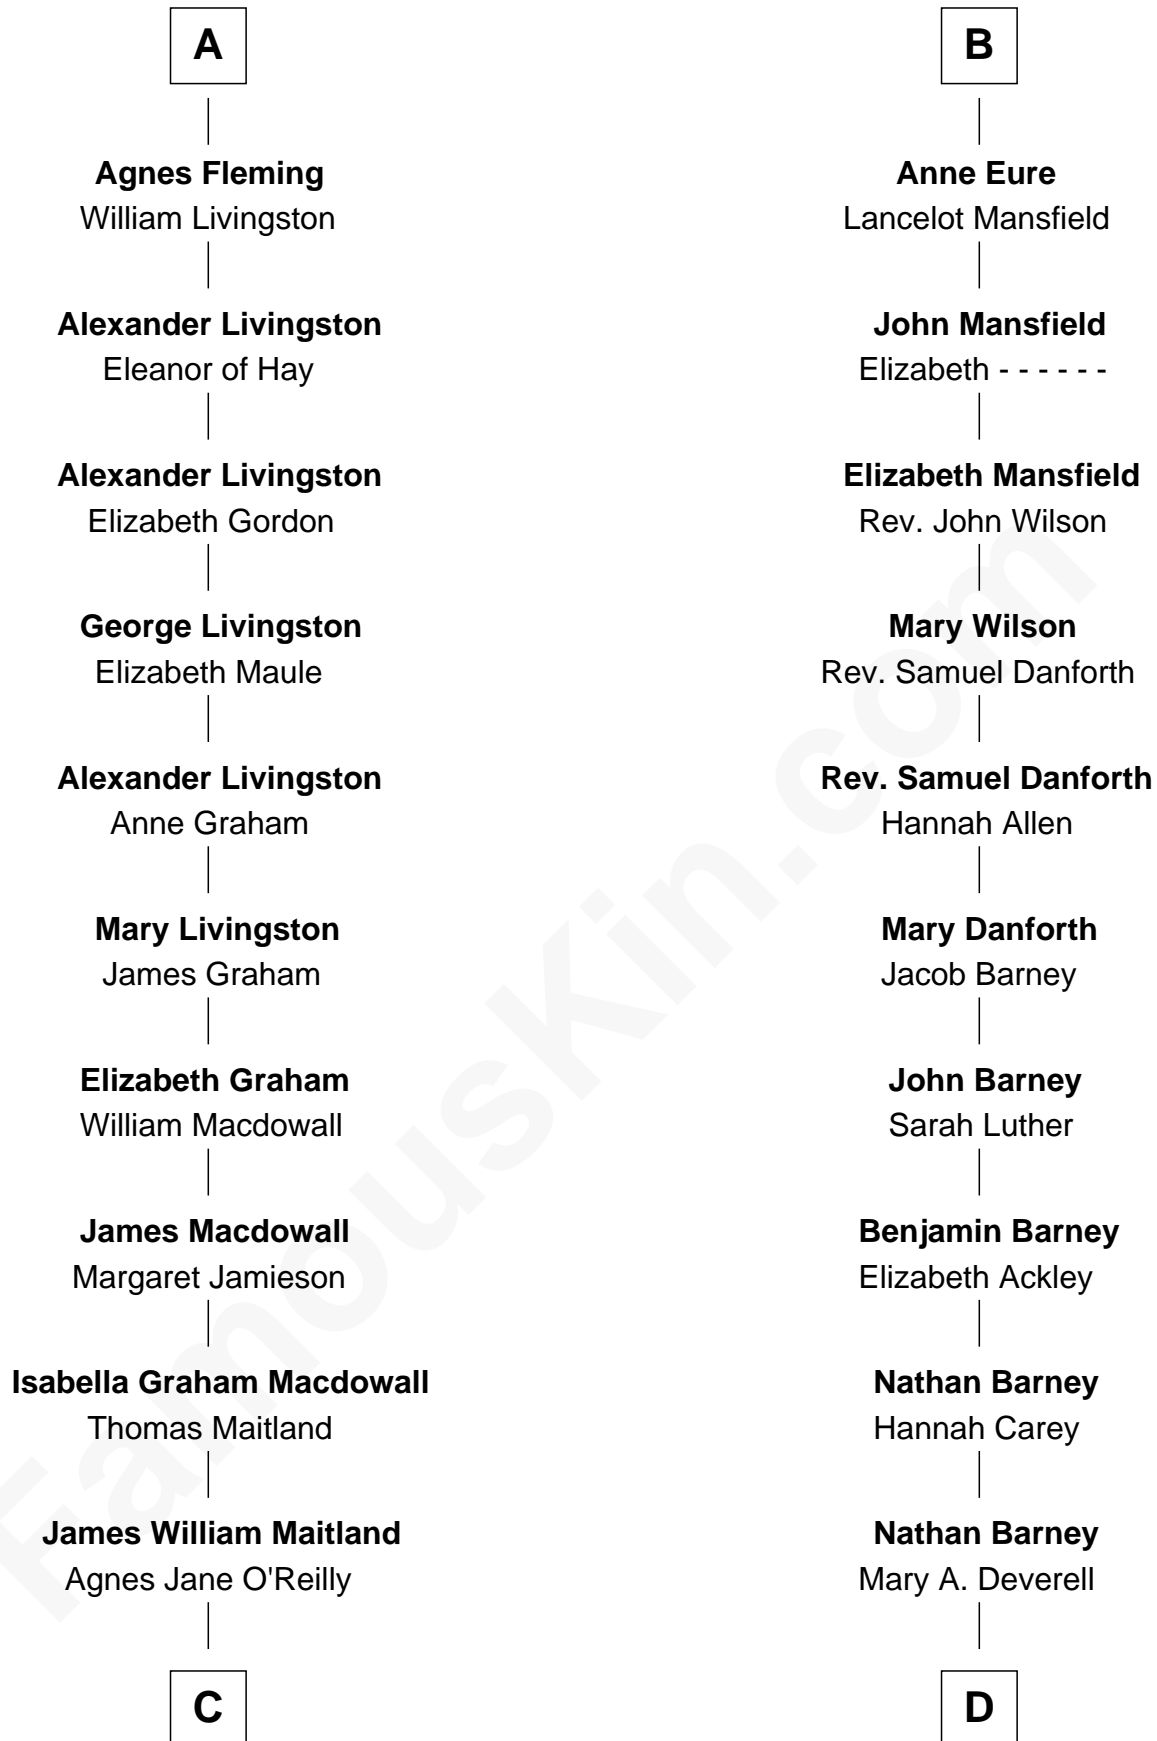 A
Agnes Fleming
William Livingston
Alexander Livingston
Eleanor of Hay
Alexander Livingston
Elizabeth Gordon
George Livingston
Elizabeth Maule
Alexander Livingston
Anne Graham
Mary Livingston
James Graham
Elizabeth Graham
William Macdowall
James Macdowall
Margaret Jamieson
Isabella Graham Macdowall
Thomas Maitland
James William Maitland
Agnes Jane O'Reilly
C
B
Anne Eure
Lancelot Mansfield
John Mansfield
Elizabeth - - - - - -
Elizabeth Mansfield
Rev. John Wilson
Mary Wilson
Rev. Samuel Danforth
Rev. Samuel Danforth
Hannah Allen
Mary Danforth
Jacob Barney
John Barney
Sarah Luther
Benjamin Barney
Elizabeth Ackley
Nathan Barney
Hannah Carey
Nathan Barney
Mary A. Deverell
D
FamousKin.com